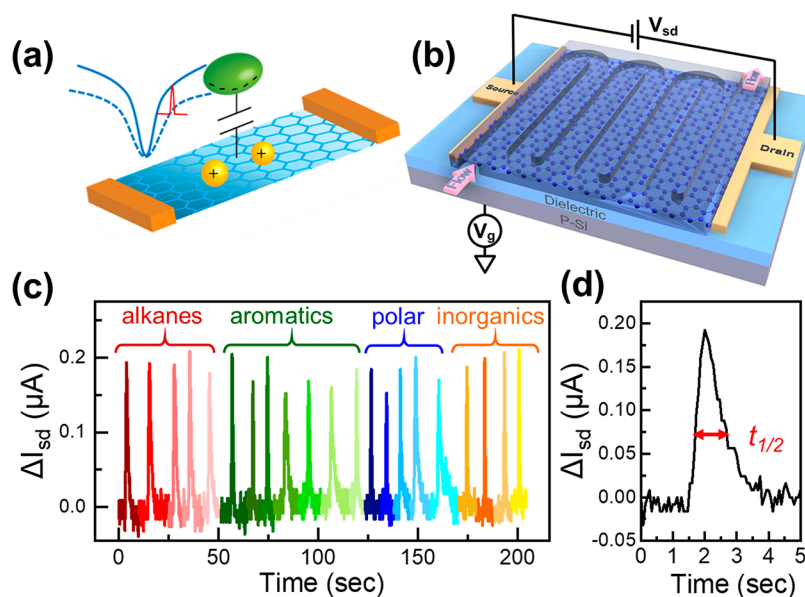 (a)
+
+
(b)
V_sd
Source
Flow
Drain
Flow
Dielectric
P-Si
V_g
(c)
alkanes
aromatics
polar
inorganics
ΔI_sd (μA)
0.2
0.1
0.0
0
50
100
150
200
Time (sec)
(d)
ΔI_sd (μA)
0.20
0.15
0.10
0.05
0.00
-0.05
t_1/2
0
1
2
3
4
5
Time (sec)